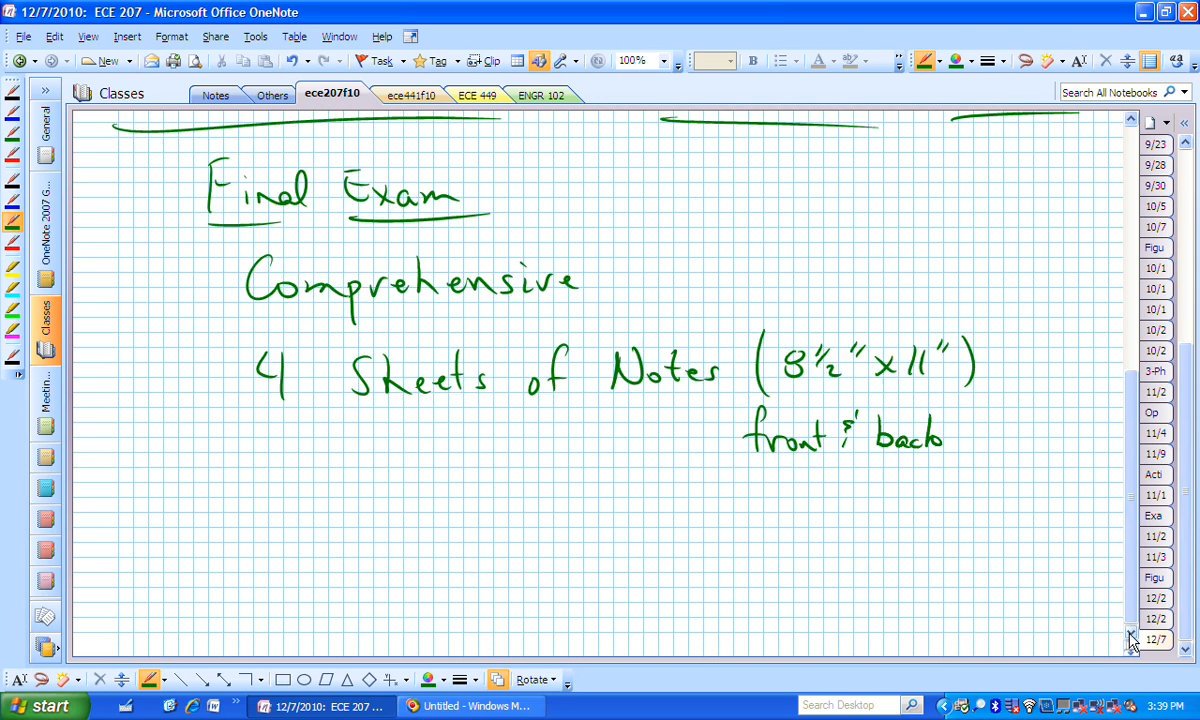 12/7/2010: ECE 207 - Microsoft Office OneNote
File Edit View Insert Format Share Tools Table Window Help
New Task Tag Clip 100% B A ab A
Classes Notes Others ece207f10 ece441f10 ECE 449 ENGR 102 Search All Notebooks
General
OneNote 2007 G...
Classes
Meetin...
Final Exam
Comprehensive
4 Sheets of Notes (8 1/2" x 11")
front & back
9/23
9/28
9/30
10/5
10/7
Figu
10/1
10/1
10/1
10/2
10/2
3-Ph
11/2
Op
11/4
11/9
Acti
11/1
Exa
11/2
11/3
Figu
12/2
12/2
12/7
Rotate
start 12/7/2010: ECE 207 ... Untitled - Windows M... Search Desktop 3:39 PM